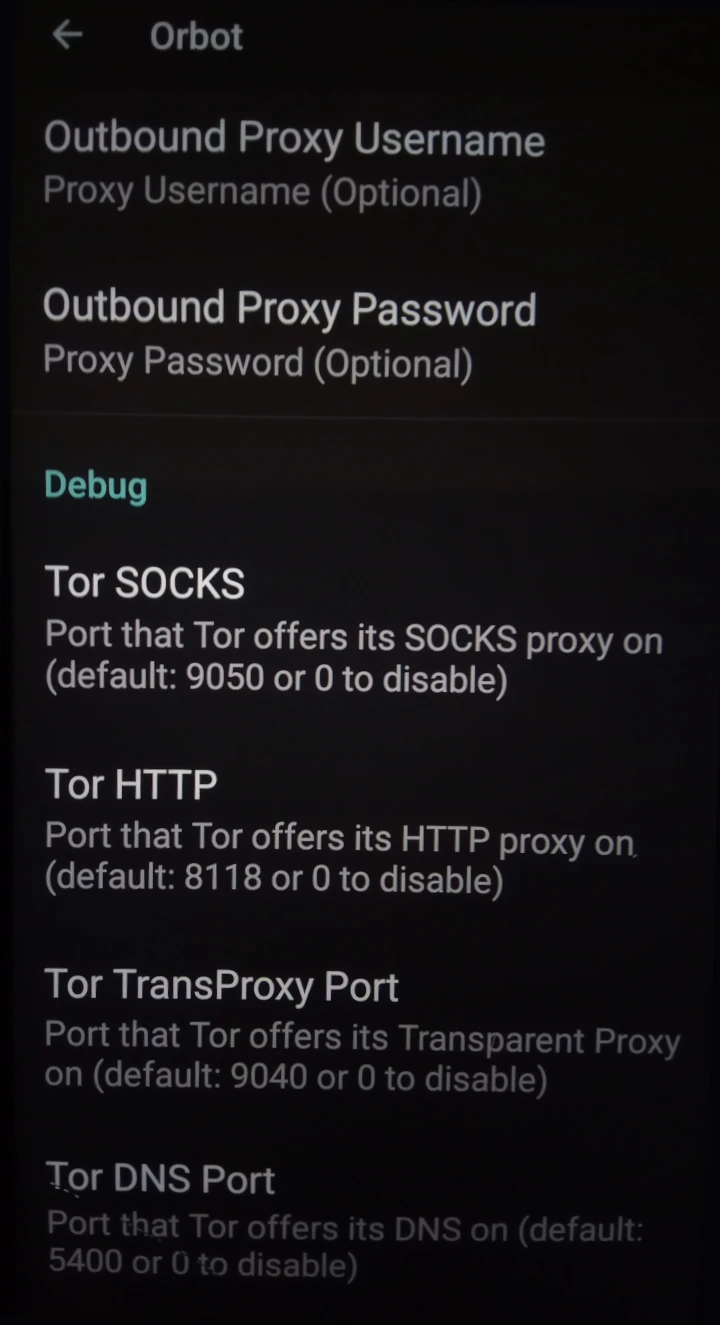 Orbot
Outbound Proxy Username
Proxy Username (Optional)
Outbound Proxy Password
Proxy Password (Optional)
Debug
Tor SOCKS
Port that Tor offers its SOCKS proxy on
(default: 9050 or 0 to disable)
Tor HTTP
Port that Tor offers its HTTP proxy on
(default: 8118 or 0 to disable)
Tor TransProxy Port
Port that Tor offers its Transparent Proxy
on (default: 9040 or 0 to disable)
Tor DNS Port
Port that Tor offers its DNS on (default:
5400 or 0 to disable)